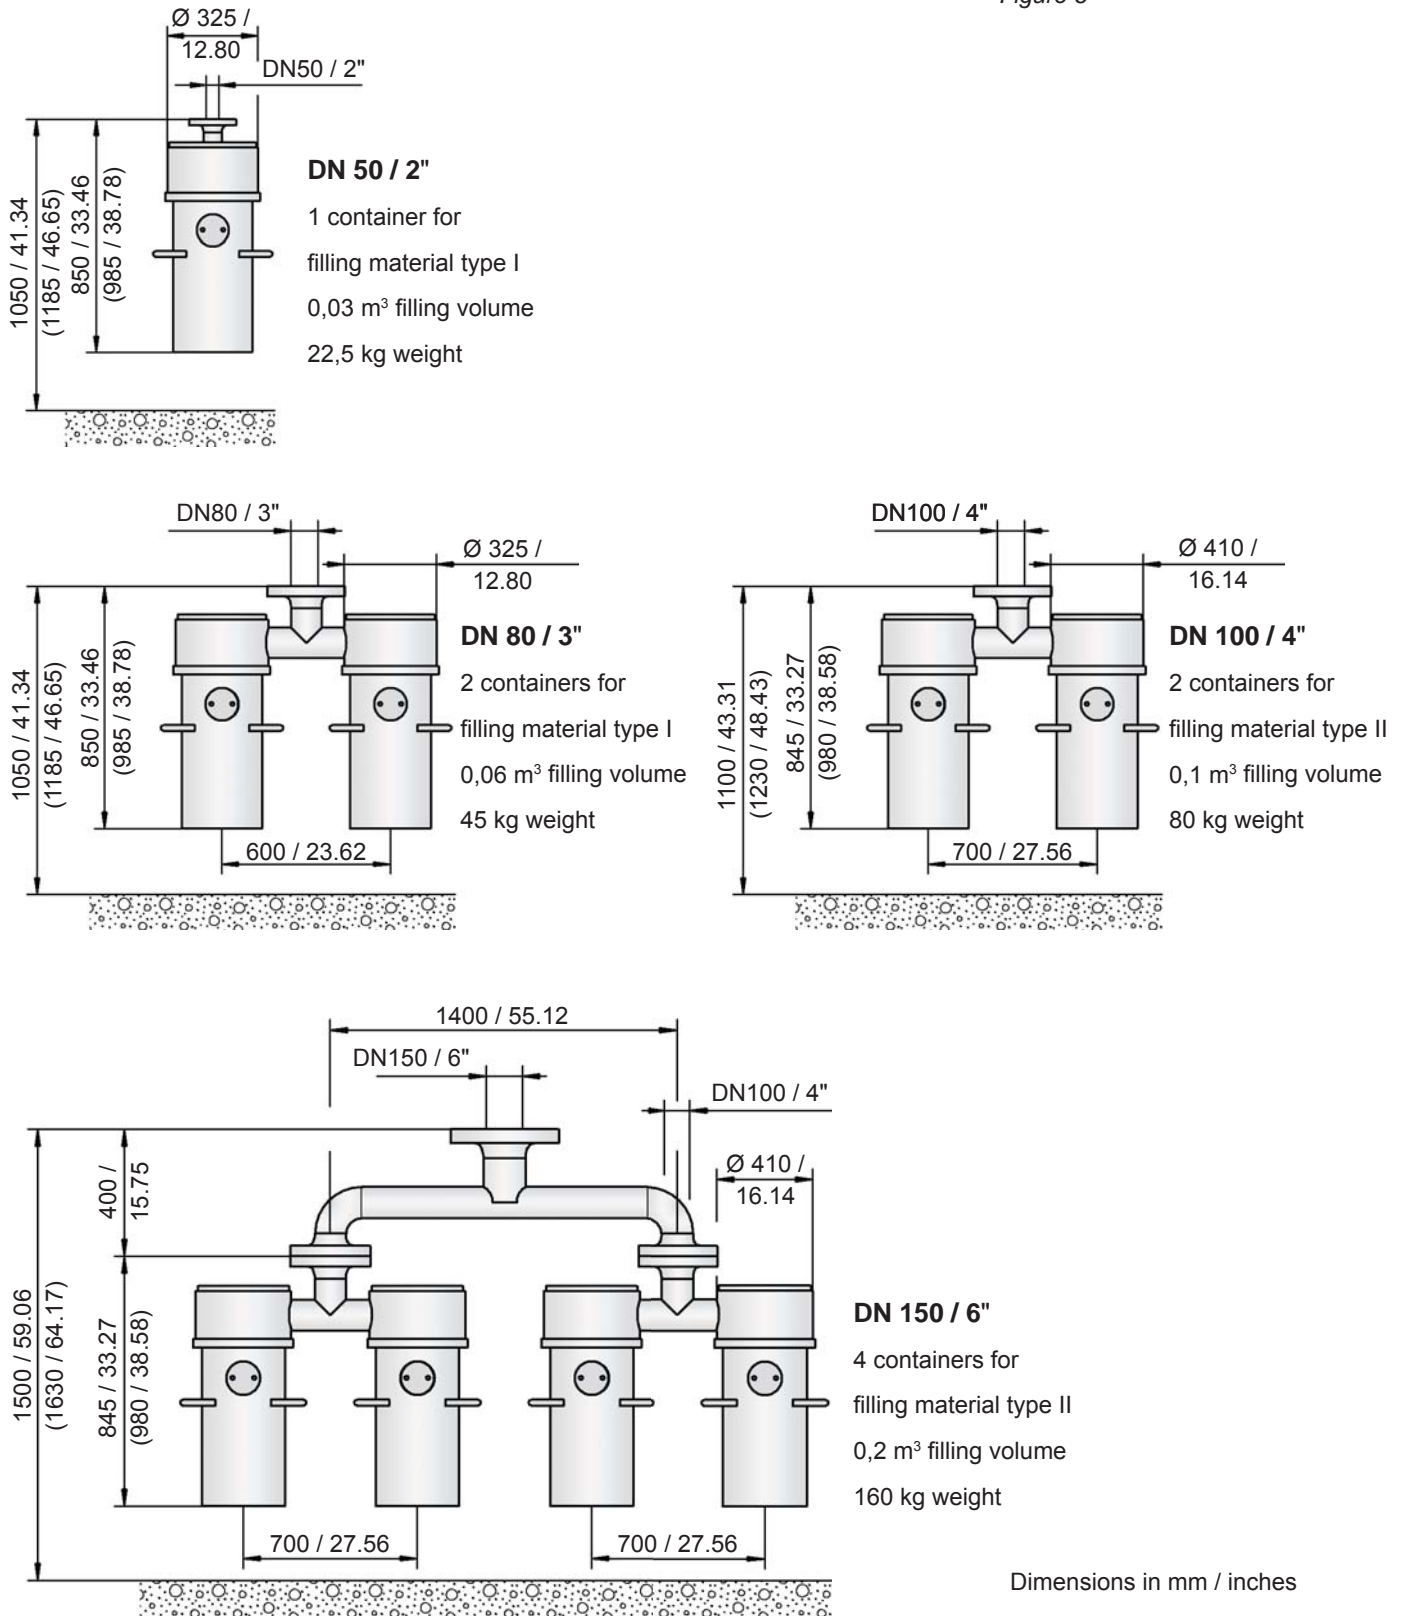 Figure 3
Ø 325 /
12.80
DN50 / 2"
1050 / 41.34
(1185 / 46.65)
850 / 33.46
(985 / 38.78)
DN 50 / 2"
1 container for
filling material type I
0,03 m³ filling volume
22,5 kg weight
DN80 / 3"
Ø 325 /
12.80
1050 / 41.34
(1185 / 46.65)
850 / 33.46
(985 / 38.78)
DN 80 / 3"
2 containers for
filling material type I
0,06 m³ filling volume
45 kg weight
600 / 23.62
DN100 / 4"
Ø 410 /
16.14
1100 / 43.31
(1230 / 48.43)
845 / 33.27
(980 / 38.58)
DN 100 / 4"
2 containers for
filling material type II
0,1 m³ filling volume
80 kg weight
700 / 27.56
1400 / 55.12
DN150 / 6"
DN100 / 4"
400 /
15.75
Ø 410 /
16.14
1500 / 59.06
(1630 / 64.17)
845 / 33.27
(980 / 38.58)
DN 150 / 6"
4 containers for
filling material type II
0,2 m³ filling volume
160 kg weight
700 / 27.56
700 / 27.56
Dimensions in mm / inches